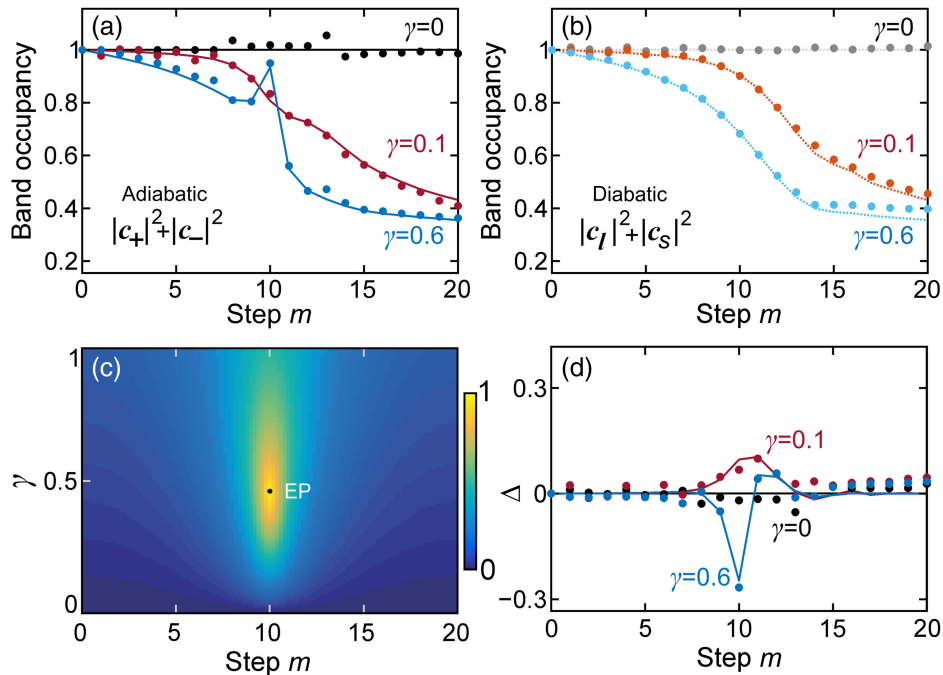 (a)
γ=0
1
0.8
0.6
0.4
0.2
Band occupancy
γ=0.1
Adiabatic
|c₊|²+|c₋|²
γ=0.6
0 5 10 15 20
Step m
(b)
γ=0
1
0.8
0.6
0.4
0.2
Band occupancy
γ=0.1
Diabatic
|c_l|²+|c_s|²
γ=0.6
0 5 10 15 20
Step m
(c)
1
0.5
0
γ
EP
1
0
0 5 10 15 20
Step m
(d)
0.3
0
−0.3
Δ
γ=0.1
γ=0
γ=0.6
0 5 10 15 20
Step m